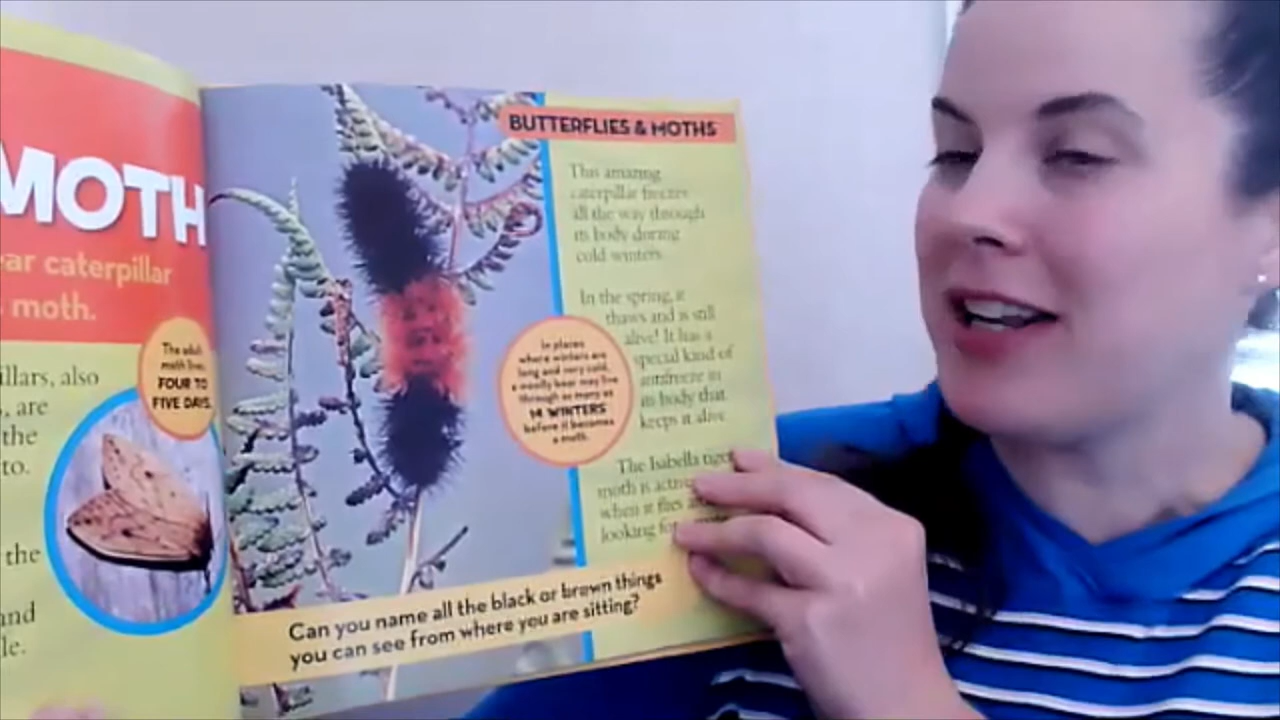 MOTH
ear caterpillar
moth.
The adult
moth lives
FOUR TO
FIVE DAYS.
illars, also
, are
the
to.
the
and
le.
BUTTERFLIES & MOTHS
This amazing
caterpillar freezes
all the way through
its body during
cold winters.
In the spring, it
thaws and is still
alive! It has a
special kind of
antifreeze in
its body that
keeps it alive.
The Isabella tiger
moth is
when it flies
looking for
In places
where winters are
long and very cold,
a woolly bear may live
through as many as
14 WINTERS
before it becomes
a moth.
Can you name all the black or brown things
you can see from where you are sitting?